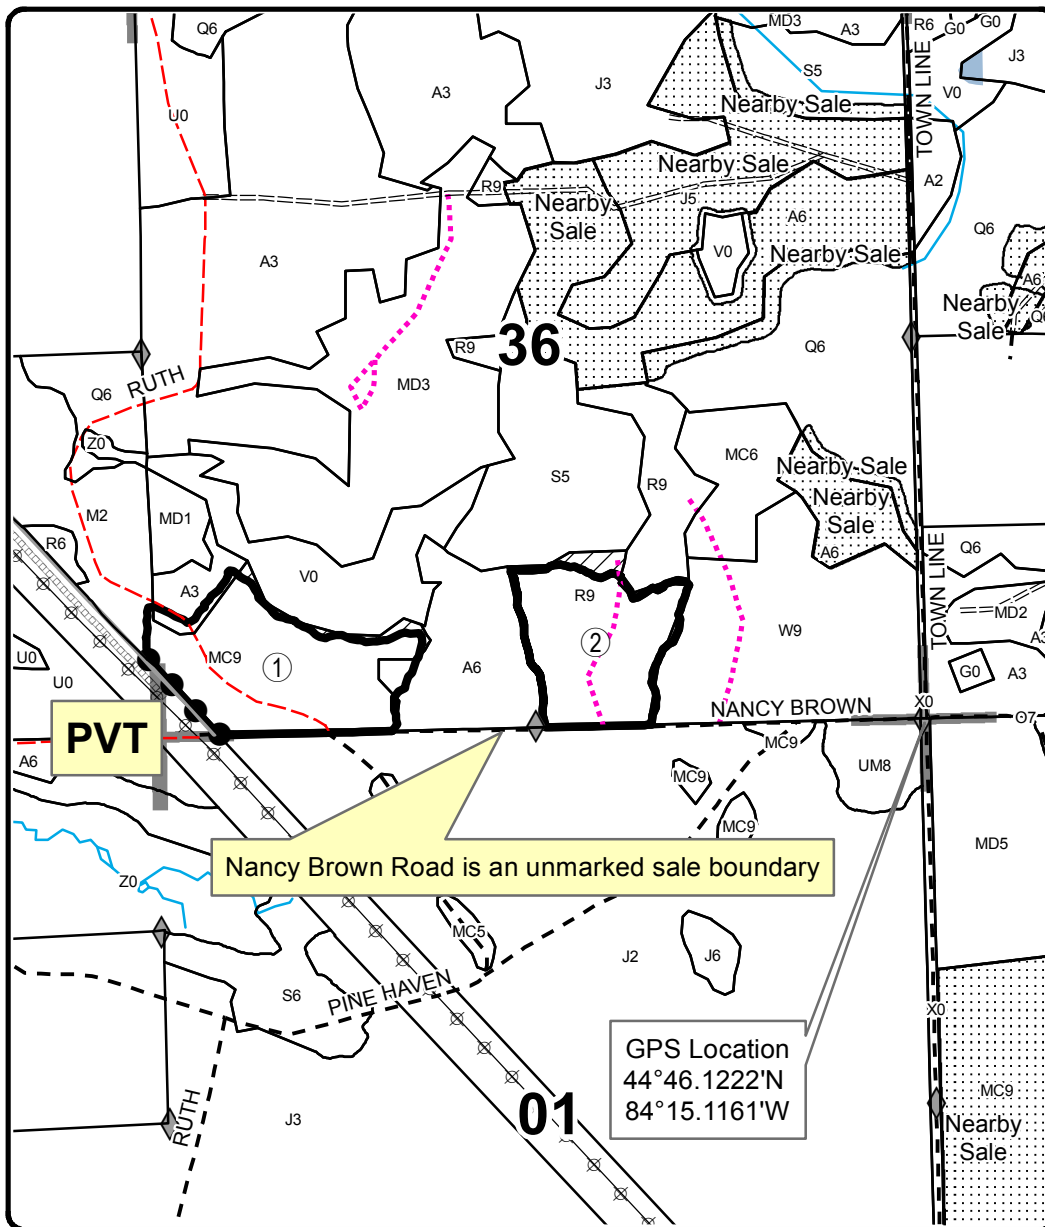 Q6
MD3
A3
R6
G0
G0
J3
TOWN LINE
U0
A3
J3
S5
V0
Nearby Sale
Nearby Sale
A2
R9
J5
Nearby
Sale
A6
Q6
A3
V0
Nearby Sale
A6
Nearby
Sale
Q6
36
R9
Q6
RUTH
Q6
MD3
Z0
MC6
S5
R9
Nearby Sale
Nearby
Sale
M2
MD1
A6
Q6
R6
V0
A3
R9
TOWN LINE
MD2
A3
W9
2
MC9
1
A6
U0
U0
G0
A3
X0
NANCY BROWN
O7
PVT
MC9
A6
MC9
UM8
MC9
MD5
Nancy Brown Road is an unmarked sale boundary
Z0
MC5
J2
J6
S6
PINE HAVEN
X0
GPS Location
44°46.1222'N
84°15.1161'W
RUTH
J3
01
MC9
Nearby
Sale